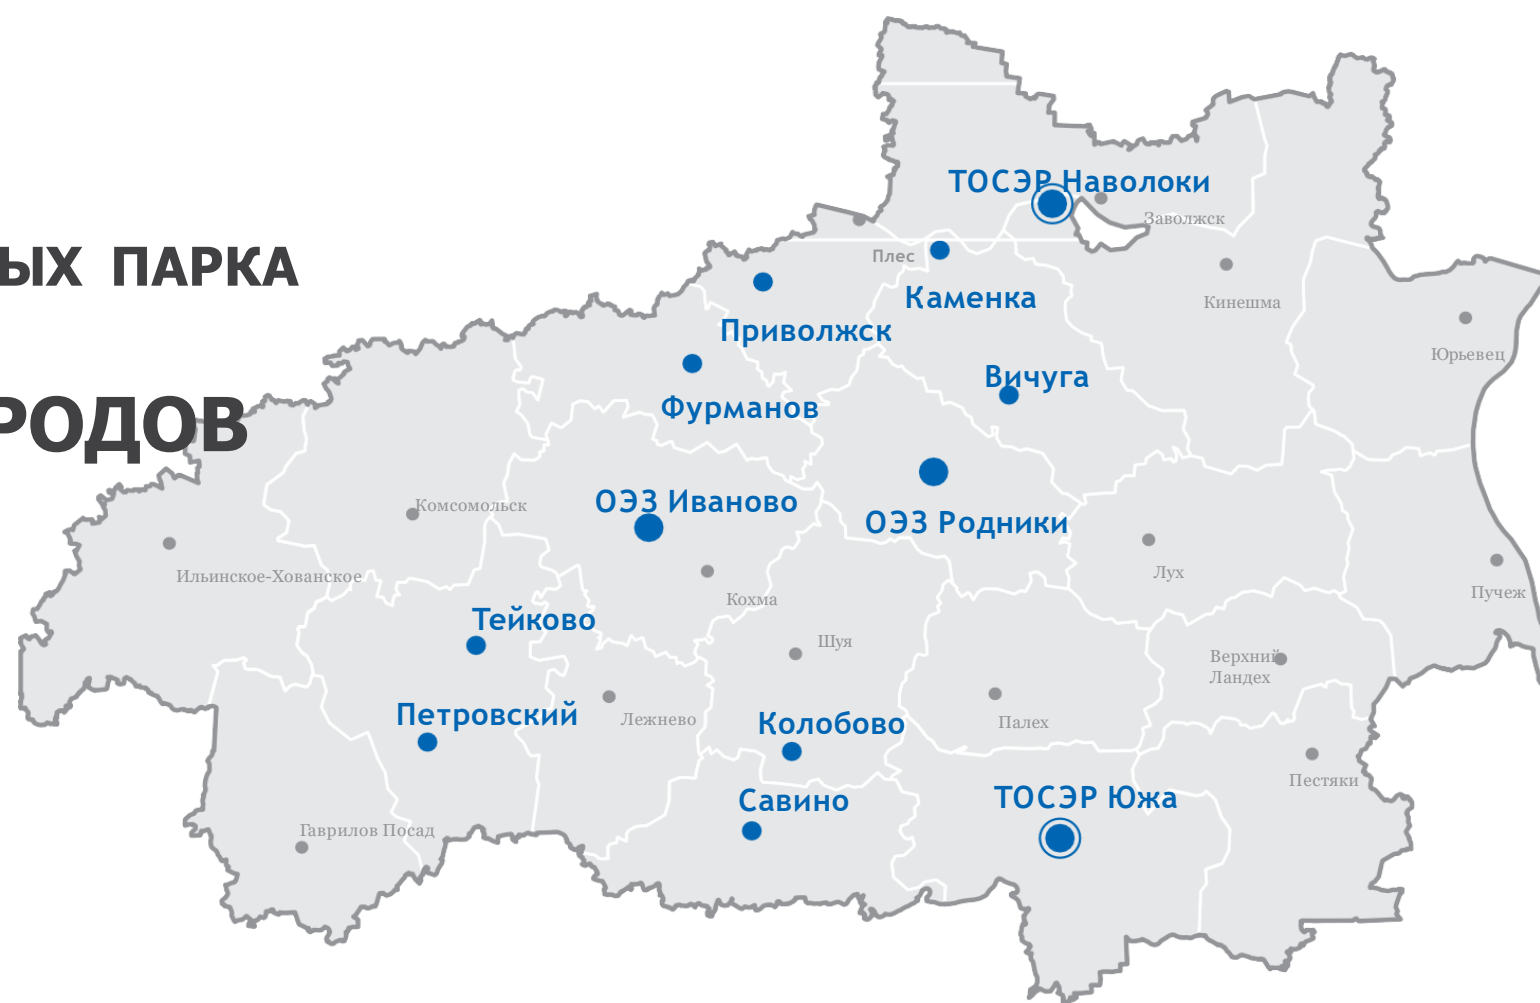 ТОСЭР Наволоки
Заволжск
ЫХ ПАРКА
Плес
Каменка
Кинешма
Приволжск
Юрьевец
Вичуга
Фурманов
РОДОВ
ОЭЗ Иваново
Комсомольск
ОЭЗ Родники
Лух
Ильинское-Хованское
Пучеж
Кохма
Тейково
Шуя
Верхний
Ландех
Петровский
Лежнево
Колобово
Палех
Пестяки
Савино
ТОСЭР Южа
Гаврилов Посад